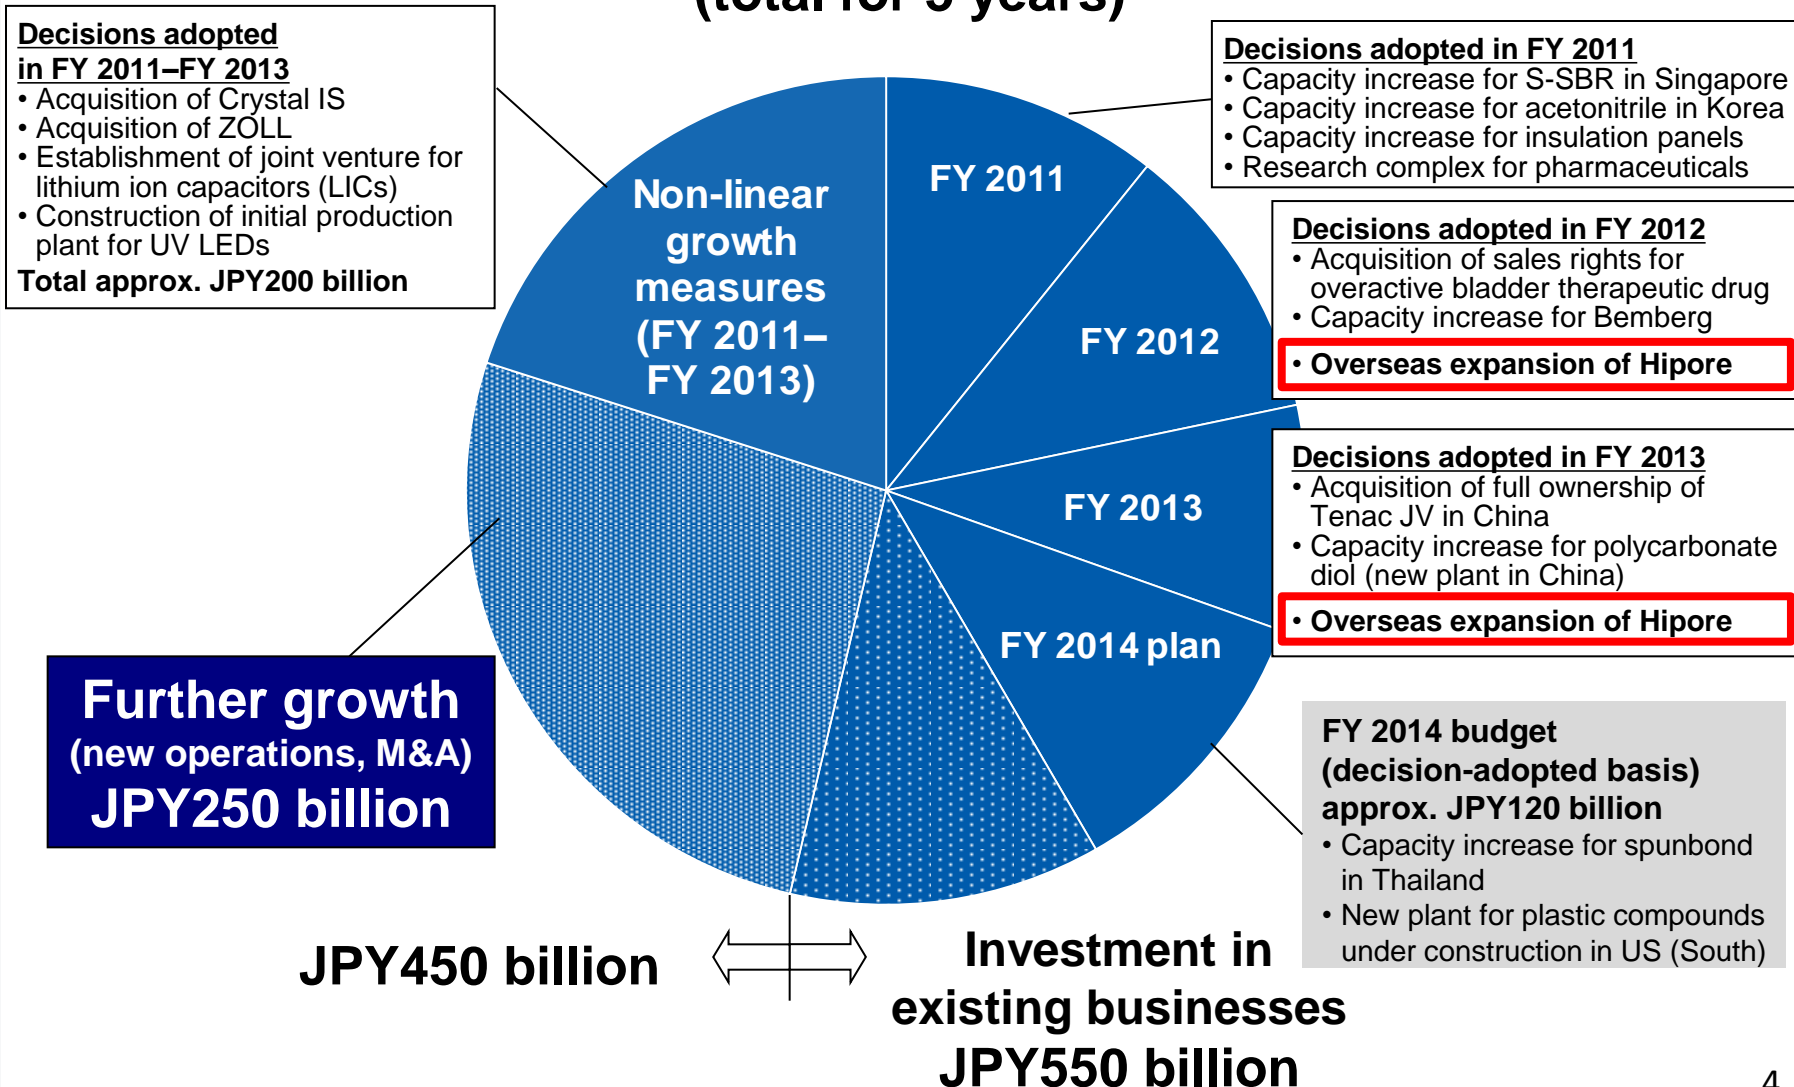 (total for 5 years)
Decisions adopted
in FY 2011–FY 2013
• Acquisition of Crystal IS
• Acquisition of ZOLL
• Establishment of joint venture for
lithium ion capacitors (LICs)
• Construction of initial production
plant for UV LEDs
Total approx. JPY200 billion
Decisions adopted in FY 2011
• Capacity increase for S-SBR in Singapore
• Capacity increase for acetonitrile in Korea
• Capacity increase for insulation panels
• Research complex for pharmaceuticals
Non-linear
growth
measures
(FY 2011–
FY 2013)
FY 2011
FY 2012
FY 2013
FY 2014 plan
Decisions adopted in FY 2012
• Acquisition of sales rights for
overactive bladder therapeutic drug
• Capacity increase for Bemberg
• Overseas expansion of Hipore
Decisions adopted in FY 2013
• Acquisition of full ownership of
Tenac JV in China
• Capacity increase for polycarbonate
diol (new plant in China)
• Overseas expansion of Hipore
Further growth
(new operations, M&A)
JPY250 billion
FY 2014 budget
(decision-adopted basis)
approx. JPY120 billion
• Capacity increase for spunbond
in Thailand
• New plant for plastic compounds
under construction in US (South)
JPY450 billion
Investment in
existing businesses
JPY550 billion
4